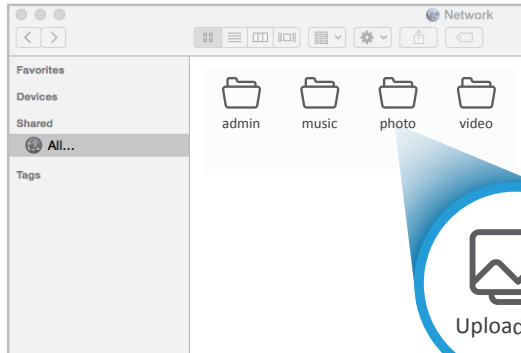 Network
Favorites
Devices
Shared
All...
Tags
admin music photo video
Upload